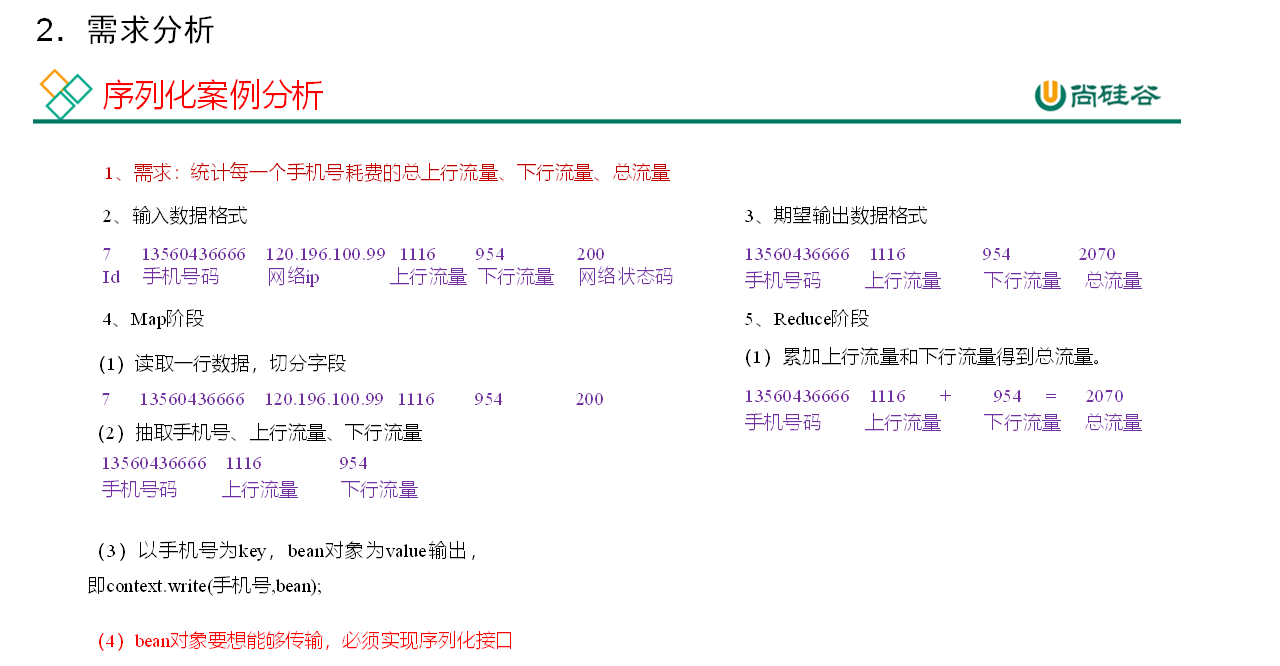 2．需求分析
序列化案例分析
尚硅谷
1、需求：统计每一个手机号耗费的总上行流量、下行流量、总流量
2、输入数据格式
7 13560436666 120.196.100.99 1116 954 200
Id 手机号码 网络ip 上行流量 下行流量 网络状态码
3、期望输出数据格式
13560436666 1116 954 2070
手机号码 上行流量 下行流量 总流量
4、Map阶段
(1) 读取一行数据，切分字段
7 13560436666 120.196.100.99 1116 954 200
(2) 抽取手机号、上行流量、下行流量
13560436666 1116 954
手机号码 上行流量 下行流量
(3) 以手机号为key，bean对象为value输出，
即context.write(手机号,bean);
(4) bean对象要想能够传输，必须实现序列化接口
5、Reduce阶段
(1) 累加上行流量和下行流量得到总流量。
13560436666 1116 + 954 = 2070
手机号码 上行流量 下行流量 总流量